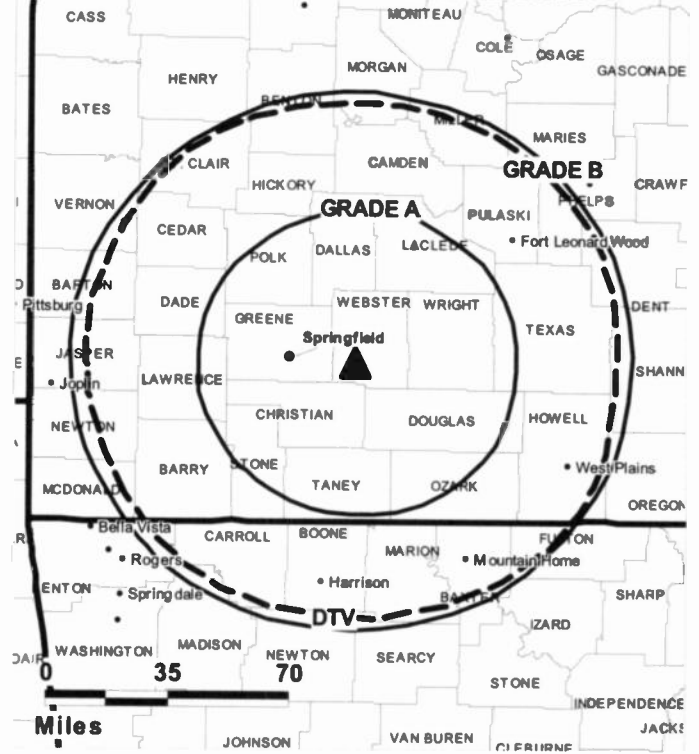 CASS
MONITEAU
COLE
OSAGE
MORGAN
GASCONADE
HENRY
BENTON
BATES
MILLER
MARIES
CLAIR
CAMDEN
GRADE B
HICKORY
CRAWF
VERNON
PHELPS
GRADE A
PULASKI
CEDAR
LACLEDE
Fort Leonard Wood
DALLAS
POLK
BARTON
DADE
WEBSTER
WRIGHT
Pittsburg
DENT
GREENE
TEXAS
Springfield
JASPER
SHANN
Joplin
LAWRENCE
CHRISTIAN
DOUGLAS
HOWELL
NEWTON
BARRY
STONE
West Plains
TANEY
OZARK
MCDONALD
OREGON
Bella Vista
CARROLL
BOONE
FULTON
MARION
Rogers
Mountain Home
Harrison
ENTON
Springdale
BAXTER
SHARP
DTV
IZARD
WASHINGTON
MADISON
NEWTON
SEARCY
0 35 70
STONE
INDEPENDENCE
Miles
JACKS
JOHNSON
VAN BUREN
CLEBURNE